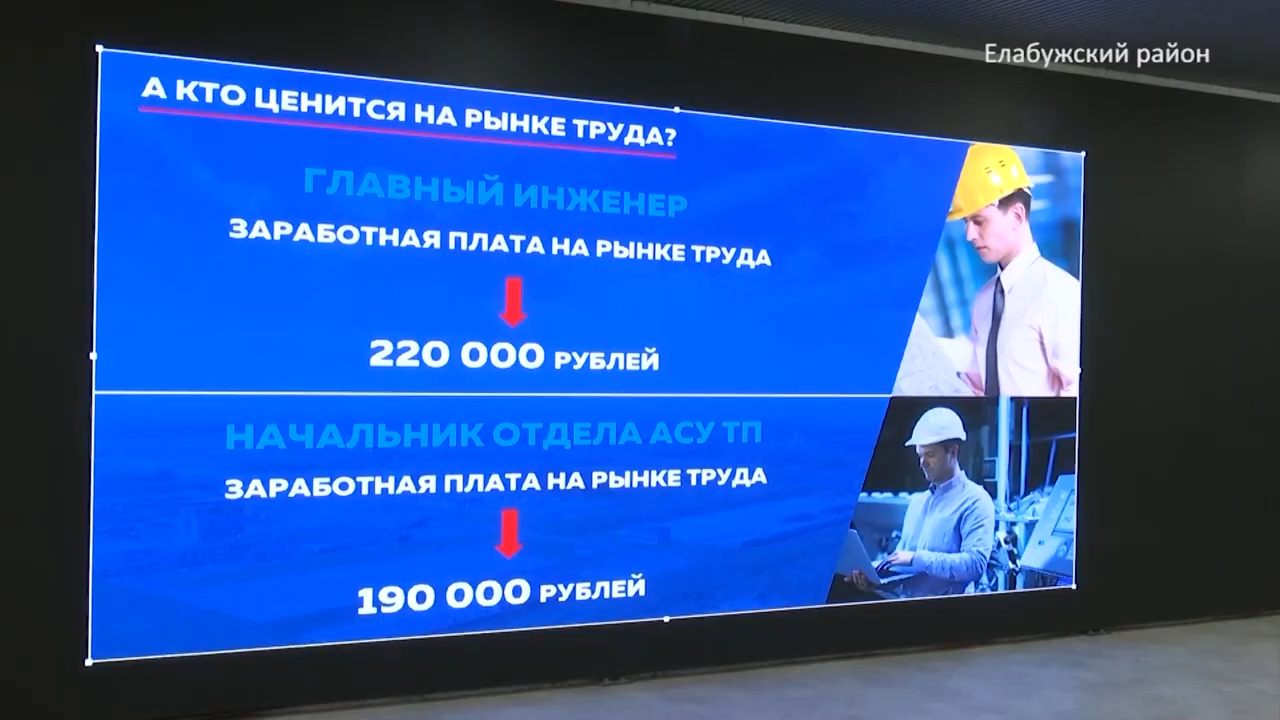 Елабужский район
А КТО ЦЕНИТСЯ НА РЫНКЕ ТРУДА?
ГЛАВНЫЙ ИНЖЕНЕР
ЗАРАБОТНАЯ ПЛАТА НА РЫНКЕ ТРУДА
220 000 РУБЛЕЙ
НАЧАЛЬНИК ОТДЕЛА АСУ ТП
ЗАРАБОТНАЯ ПЛАТА НА РЫНКЕ ТРУДА
190 000 РУБЛЕЙ